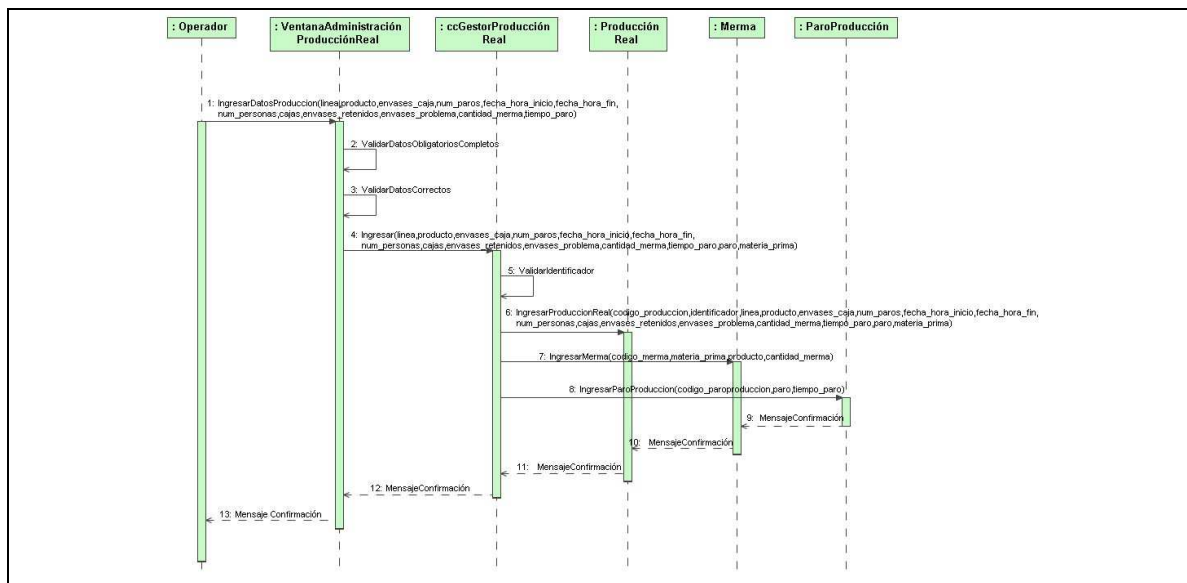 : Operador
: VentanaAdministración
ProducciónReal
: ccGestorProducción
Real
: Producción
Real
: Merma
: ParoProducción
1: IngresarDatosProduccion(linea,producto,envases_caja,num_paros,fecha_hora_inicio,fecha_hora_fin,
num_personas,cajas,envases_retenidos,envases_problema,cantidad_merma,tiempo_paro)
2: ValidarDatosObligatoriosCompletos
3: ValidarDatosCorrectos
4: Ingresar(linea,producto,envases_caja,num_paros,fecha_hora_inicio,fecha_hora_fin,
num_personas,cajas,envases_retenidos,envases_problema,cantidad_merma,tiempo_paro,paro,materia_prima)
5: ValidarIdentificador
6: IngresarProduccionReal(codigo_produccion,identificador,linea,producto,envases_caja,num_paros,fecha_hora_inicio,fecha_hora_fin,
num_personas,cajas,envases_retenidos,envases_problema,cantidad_merma,tiempo_paro,paro,materia_prima)
7: IngresarMerma(codigo_merma,materia_prima,producto,cantidad_merma)
8: IngresarParoProduccion(codigo_paroproduccion,paro,tiempo_paro)
9: MensajeConfirmación
10: MensajeConfirmación
11: MensajeConfirmación
12: MensajeConfirmación
13: Mensaje Confirmación